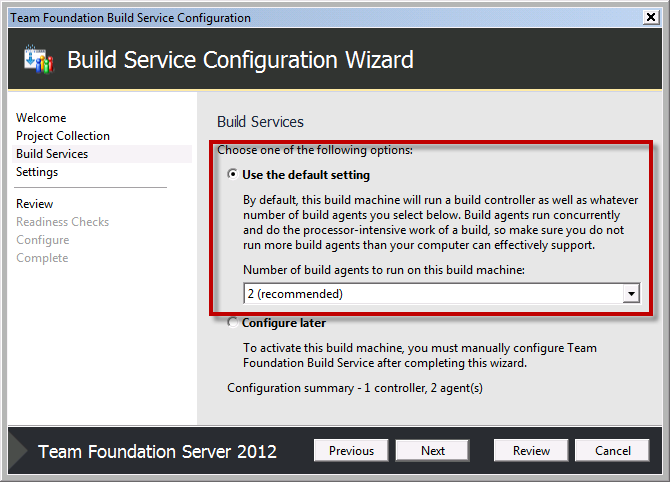 Team Foundation Build Service Configuration
Build Service Configuration Wizard
Welcome
Project Collection
Build Services
Settings
Review
Readiness Checks
Configure
Complete
Build Services
Choose one of the following options:
Use the default setting
By default, this build machine will run a build controller as well as whatever
number of build agents you select below. Build agents run concurrently
and do the processor-intensive work of a build, so make sure you do not
run more build agents than your computer can effectively support.
Number of build agents to run on this build machine:
2 (recommended)
Configure later
To activate this build machine, you must manually configure Team
Foundation Build Service after completing this wizard.
Configuration summary - 1 controller, 2 agent(s)
Team Foundation Server 2012
Previous
Next
Review
Cancel